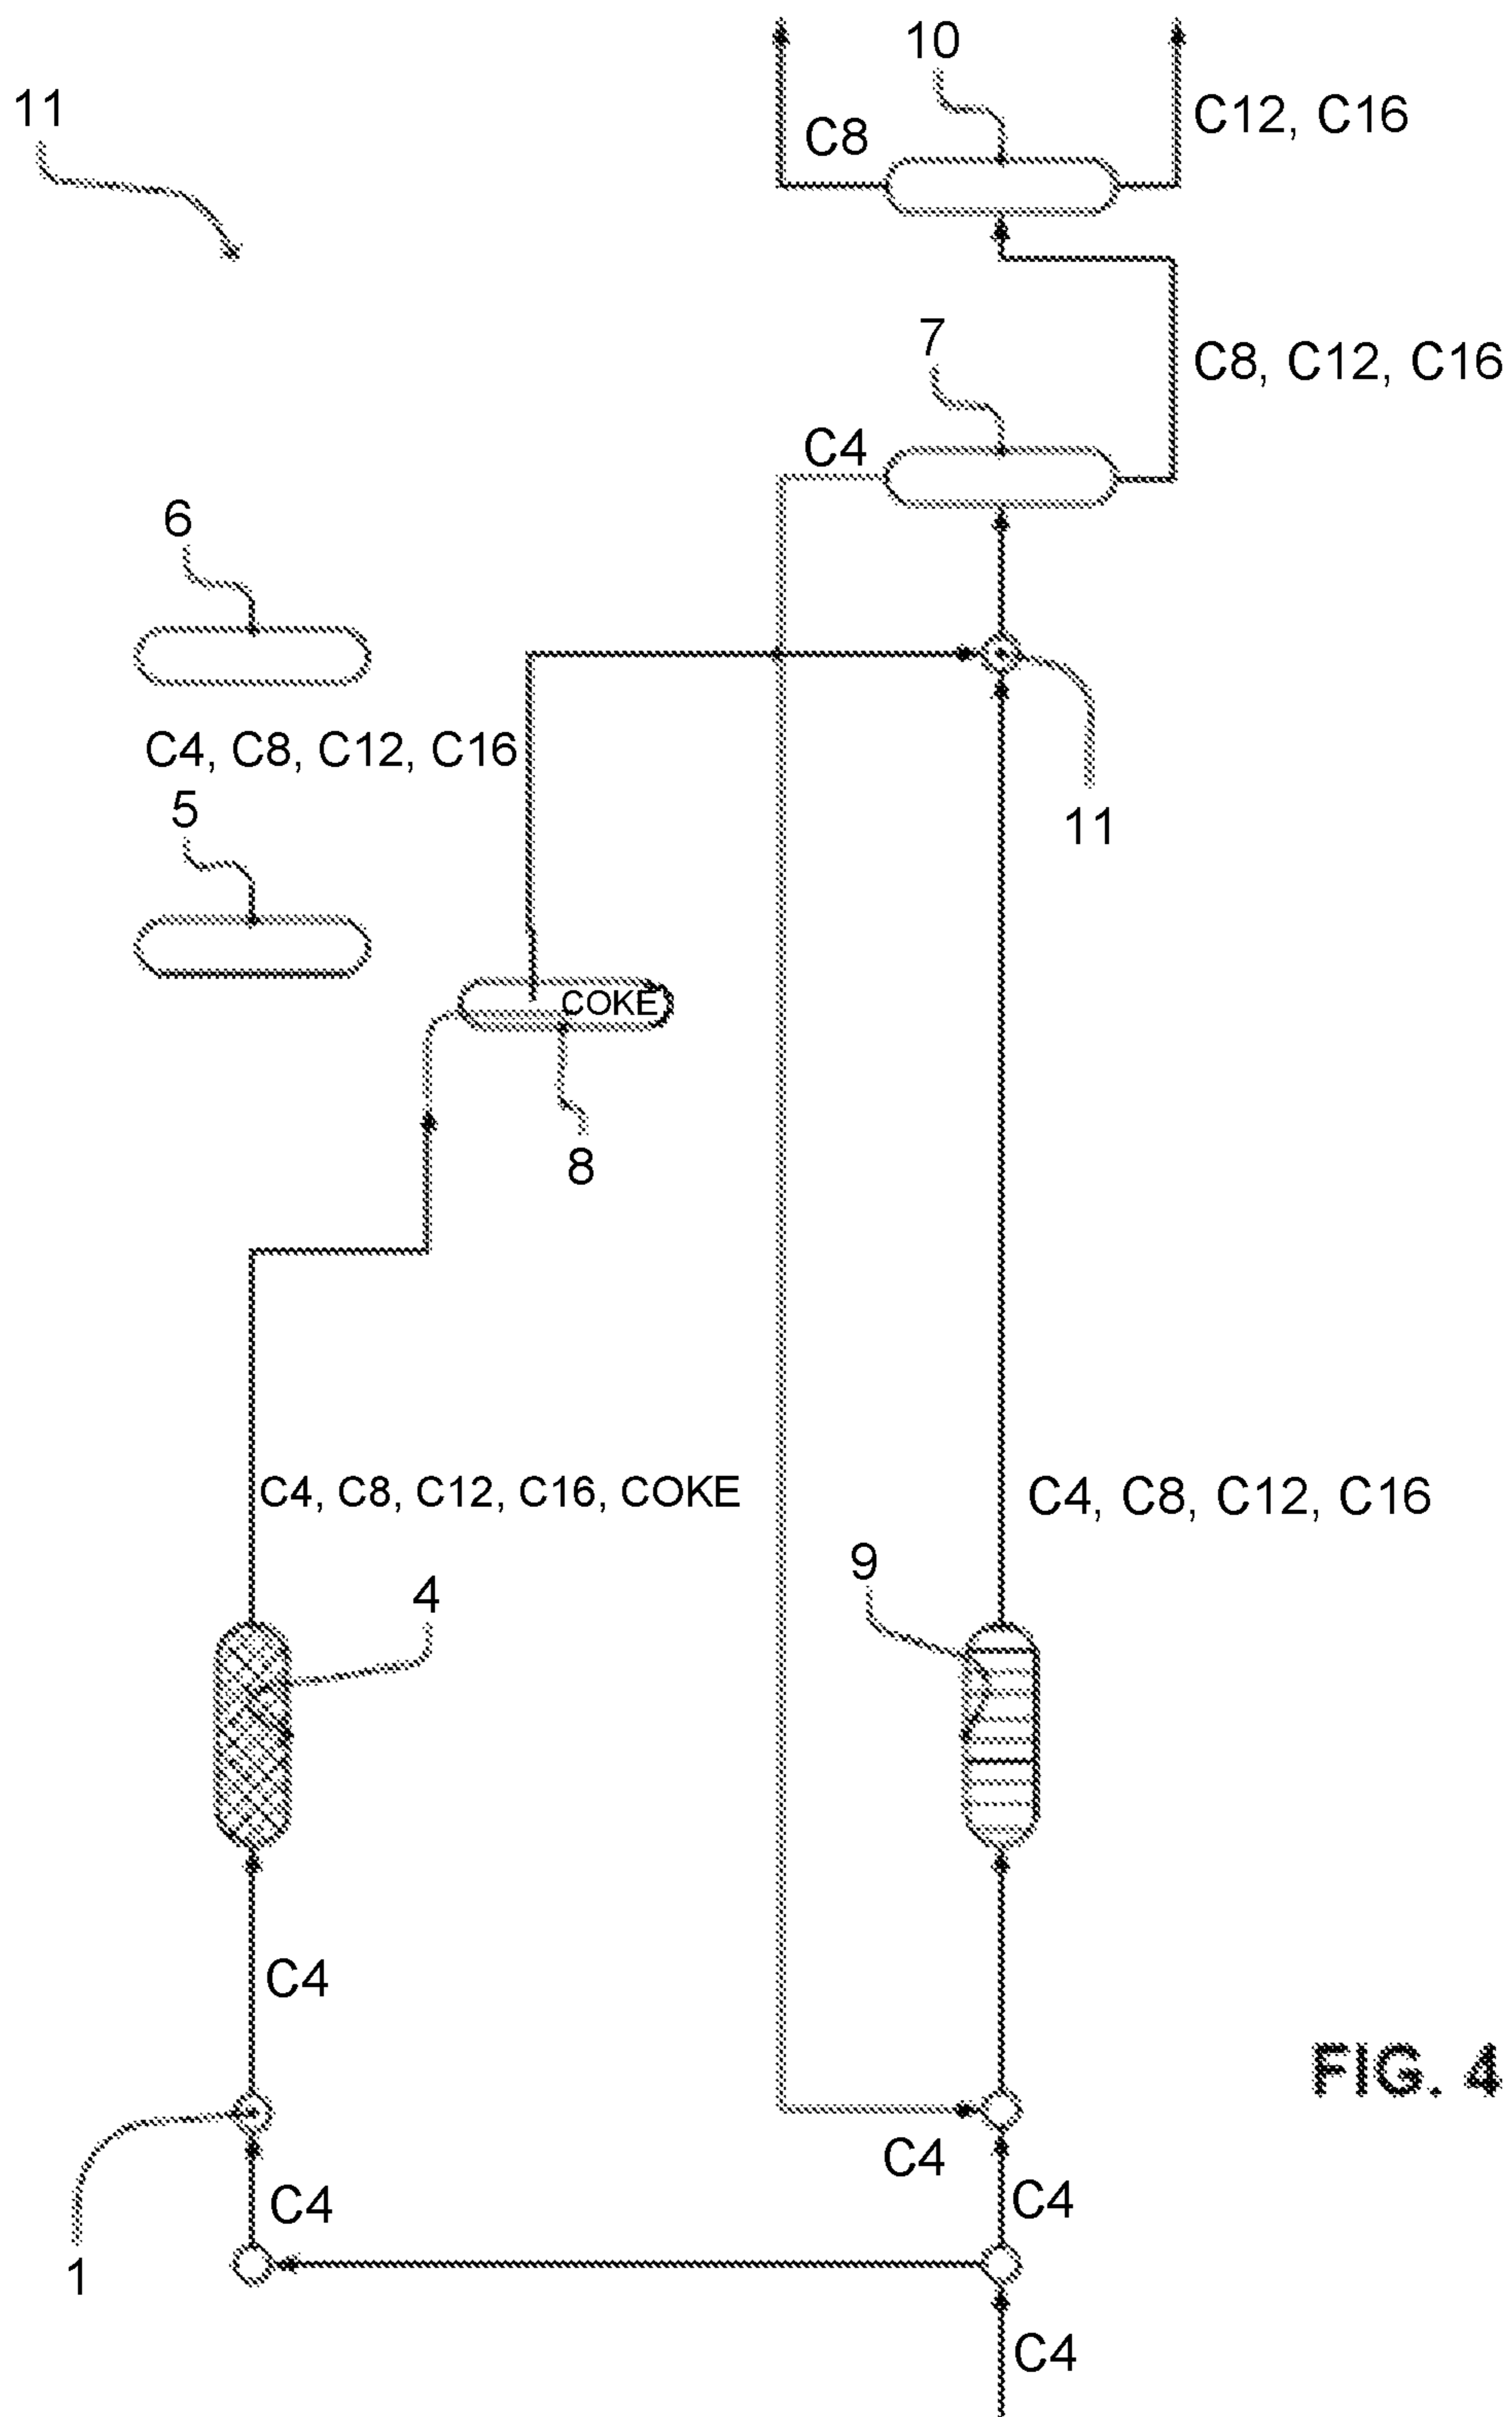 10
11
C12, C16
C8
7
C8, C12, C16
C4
6
C4, C8, C12, C16
5
11
COKE
8
C4, C8, C12, C16, COKE
C4, C8, C12, C16
9
4
C4
C4
C4
C4
1
C4
FIG. 4